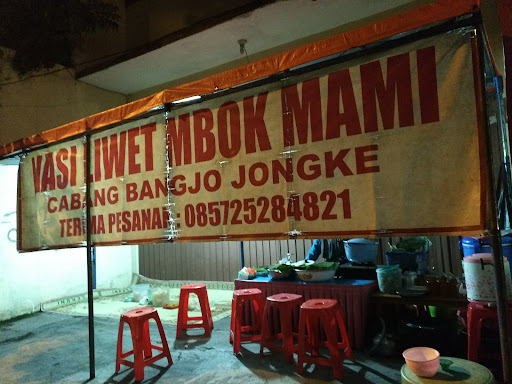 NASI LIWET MBOK MAMI
CABANG BANGJO JONGKE
TERIMA PESANAN : 085725284821